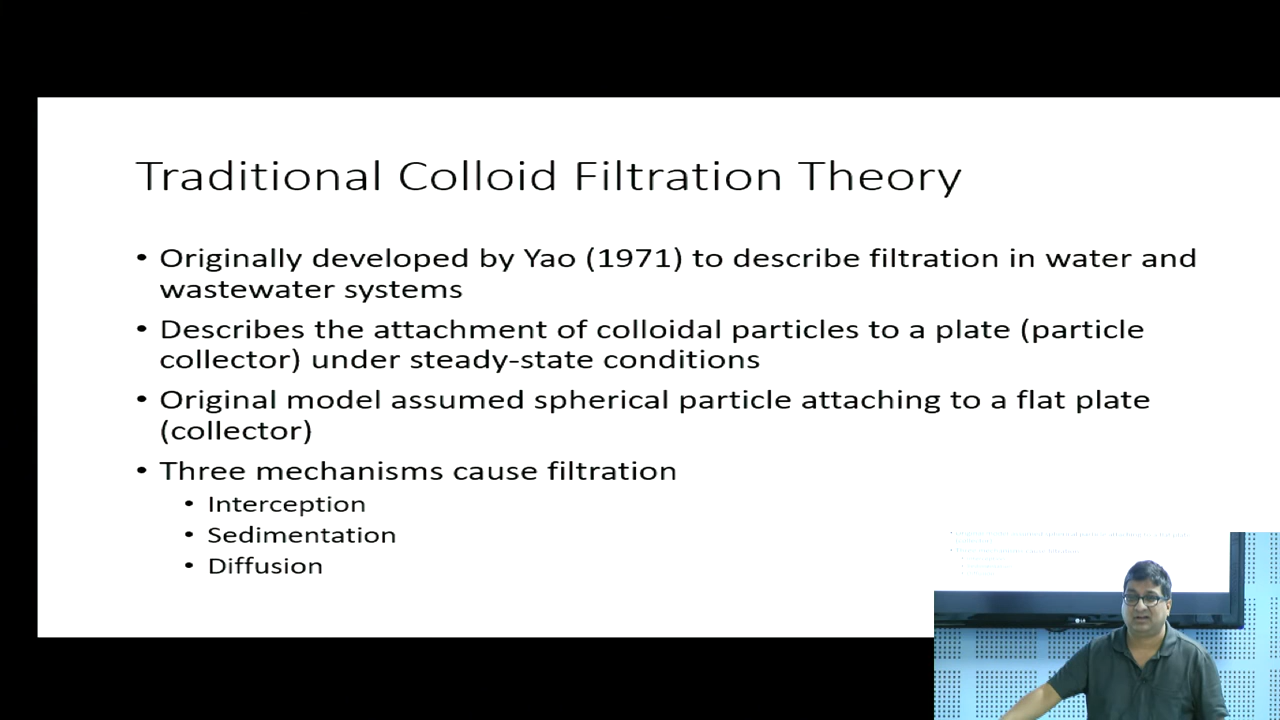 Traditional Colloid Filtration Theory
• Originally developed by Yao (1971) to describe filtration in water and
wastewater systems
• Describes the attachment of colloidal particles to a plate (particle
collector) under steady-state conditions
• Original model assumed spherical particle attaching to a flat plate
(collector)
• Three mechanisms cause filtration
• Interception
• Sedimentation
• Diffusion
LG